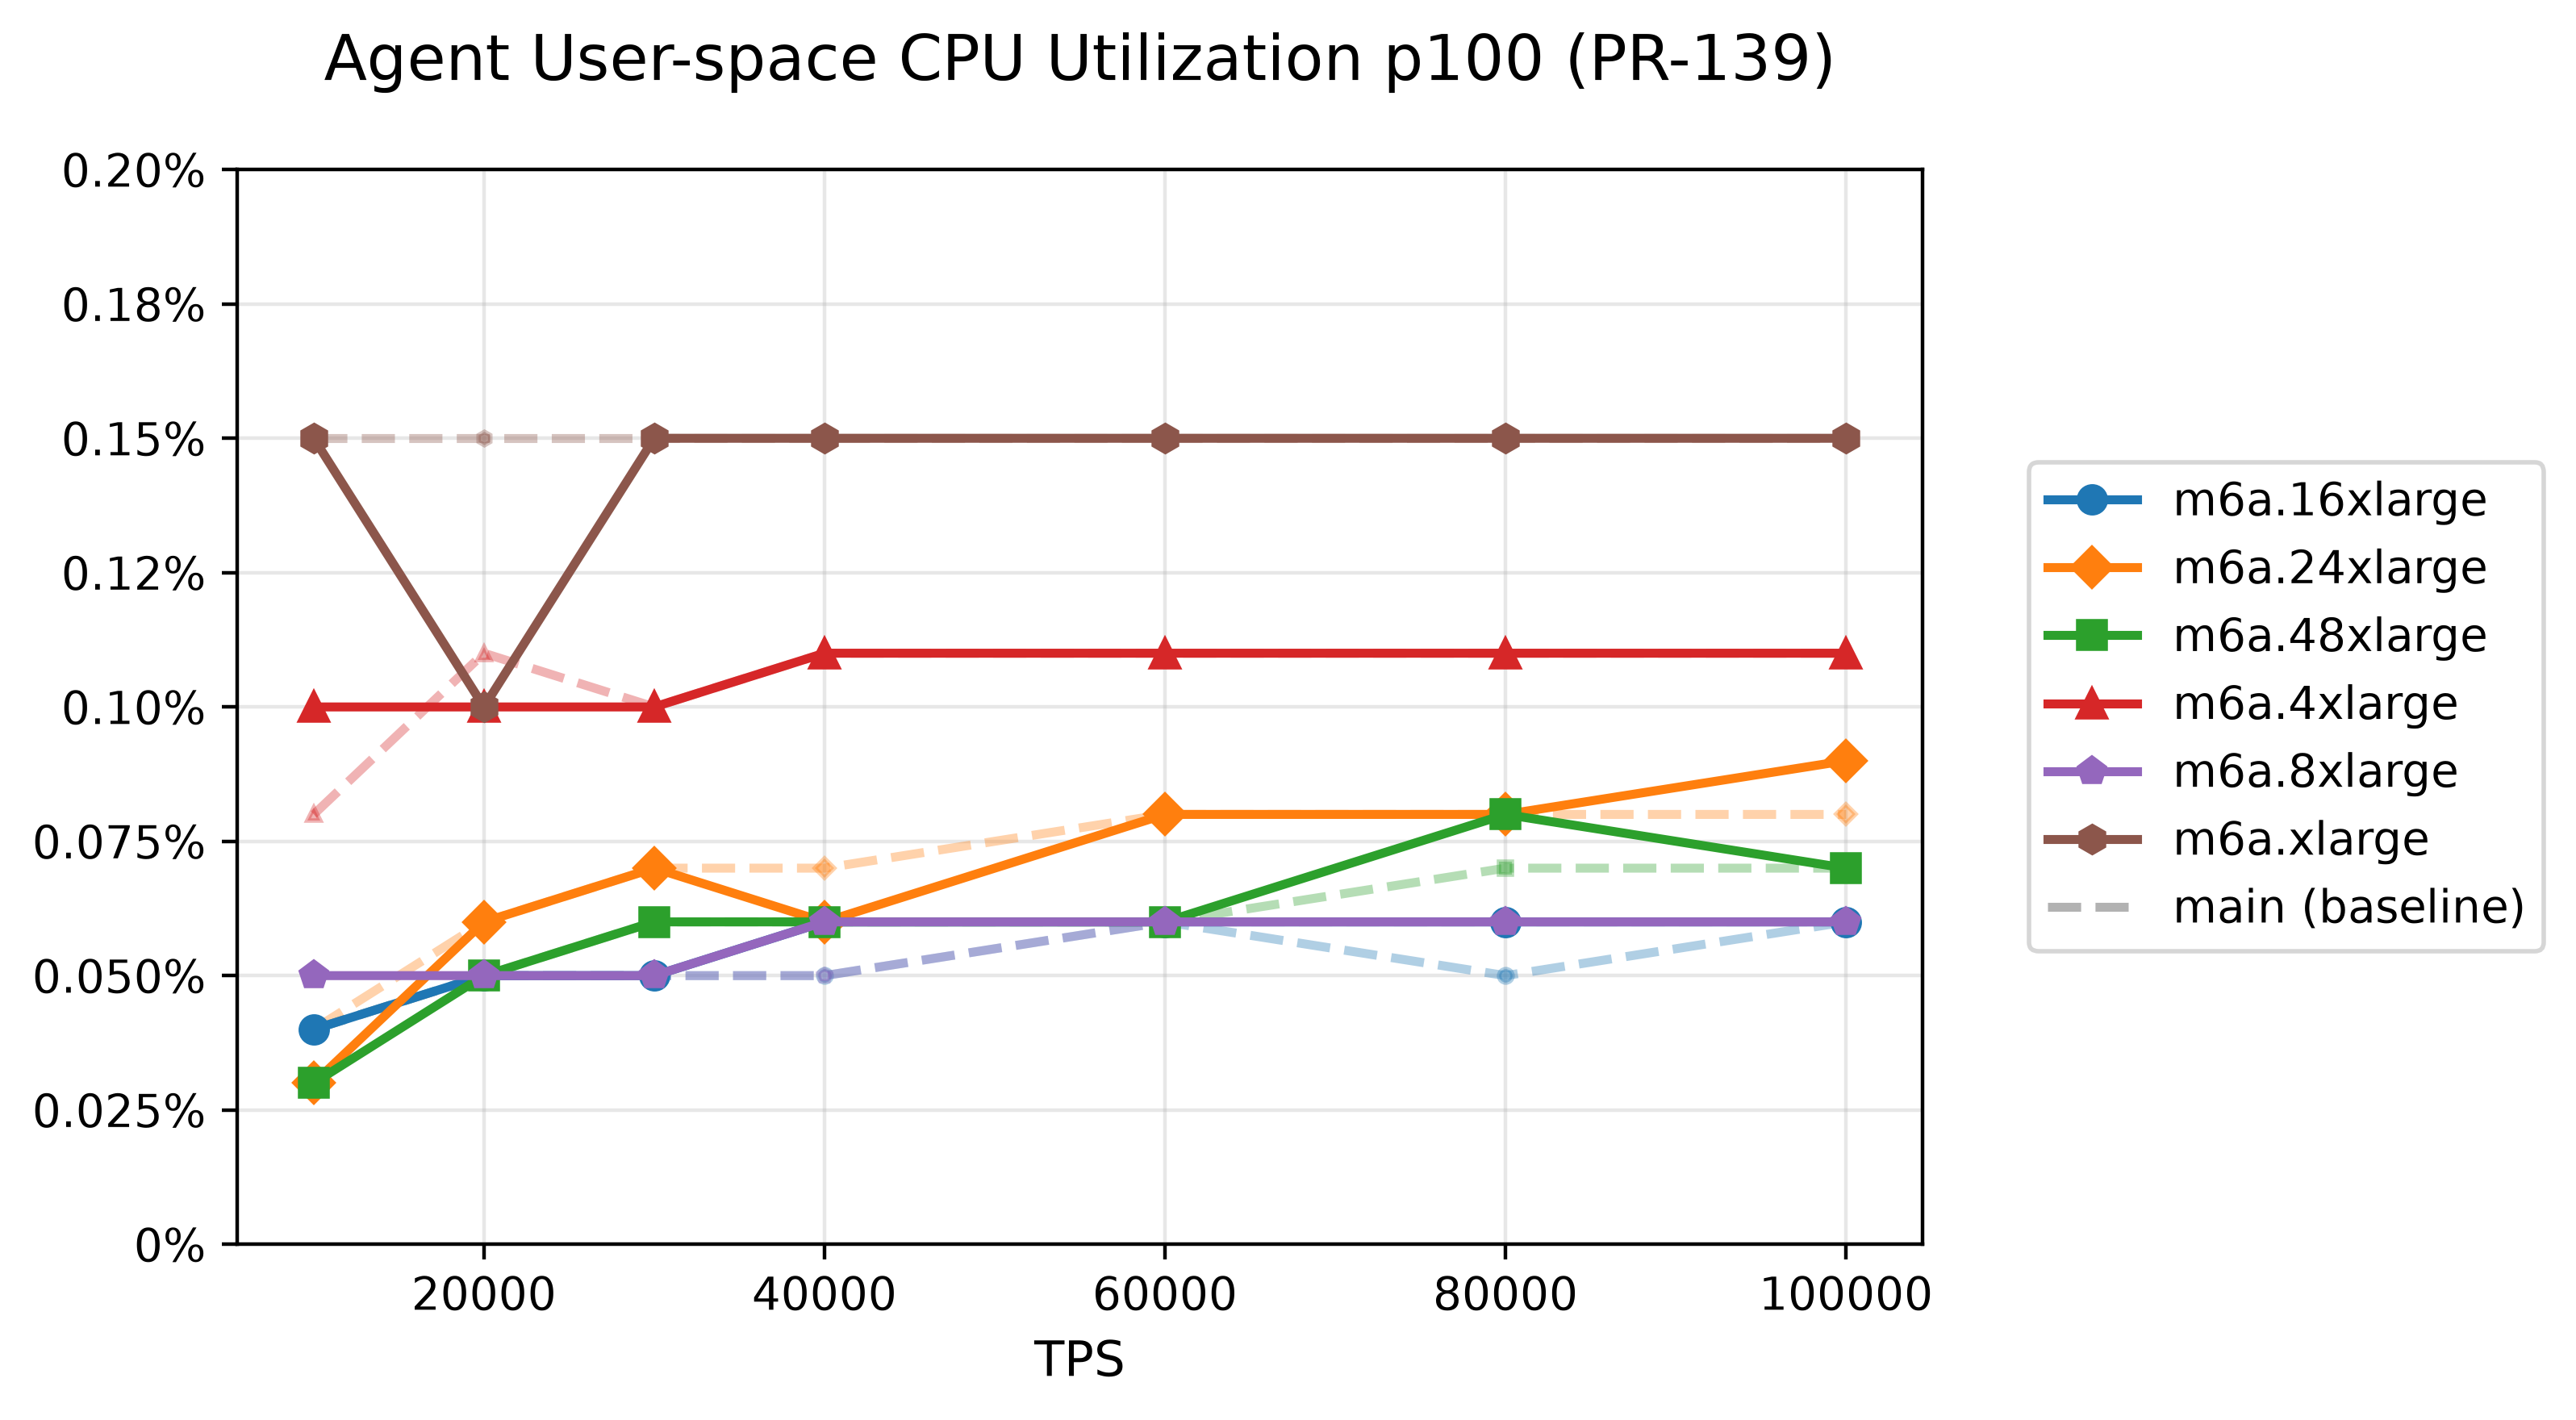 Agent User-space CPU Utilization p100 (PR-139)
0.20%
0.18%
0.15%
0.12%
0.10%
0.075%
0.050%
0.025%
0%
20000 40000 60000 80000 100000
TPS
m6a.16xlarge
m6a.24xlarge
m6a.48xlarge
m6a.4xlarge
m6a.8xlarge
m6a.xlarge
main (baseline)